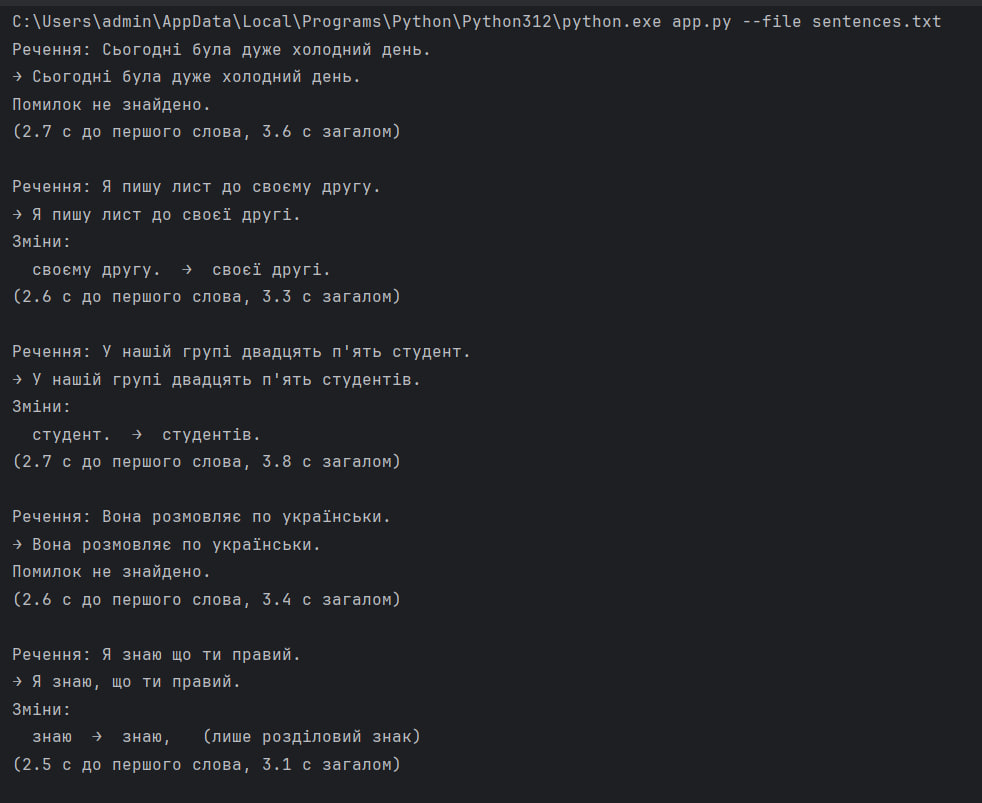 C:\Users\admin\AppData\Local\Programs\Python\Python312\python.exe app.py --file sentences.txt
Речення: Сьогодні була дуже холодний день.
→ Сьогодні була дуже холодний день.
Помилок не знайдено.
(2.7 с до першого слова, 3.6 с загалом)
Речення: Я пишу лист до своєму другу.
→ Я пишу лист до своєї другі.
Зміни:
своєму другу. → своєї другі.
(2.6 с до першого слова, 3.3 с загалом)
Речення: У нашій групі двадцять п'ять студент.
→ У нашій групі двадцять п'ять студентів.
Зміни:
студент. → студентів.
(2.7 с до першого слова, 3.8 с загалом)
Речення: Вона розмовляє по українськи.
→ Вона розмовляє по українськи.
Помилок не знайдено.
(2.6 с до першого слова, 3.4 с загалом)
Речення: Я знаю що ти правий.
→ Я знаю, що ти правий.
Зміни:
знаю → знаю, (лише розділовий знак)
(2.5 с до першого слова, 3.1 с загалом)